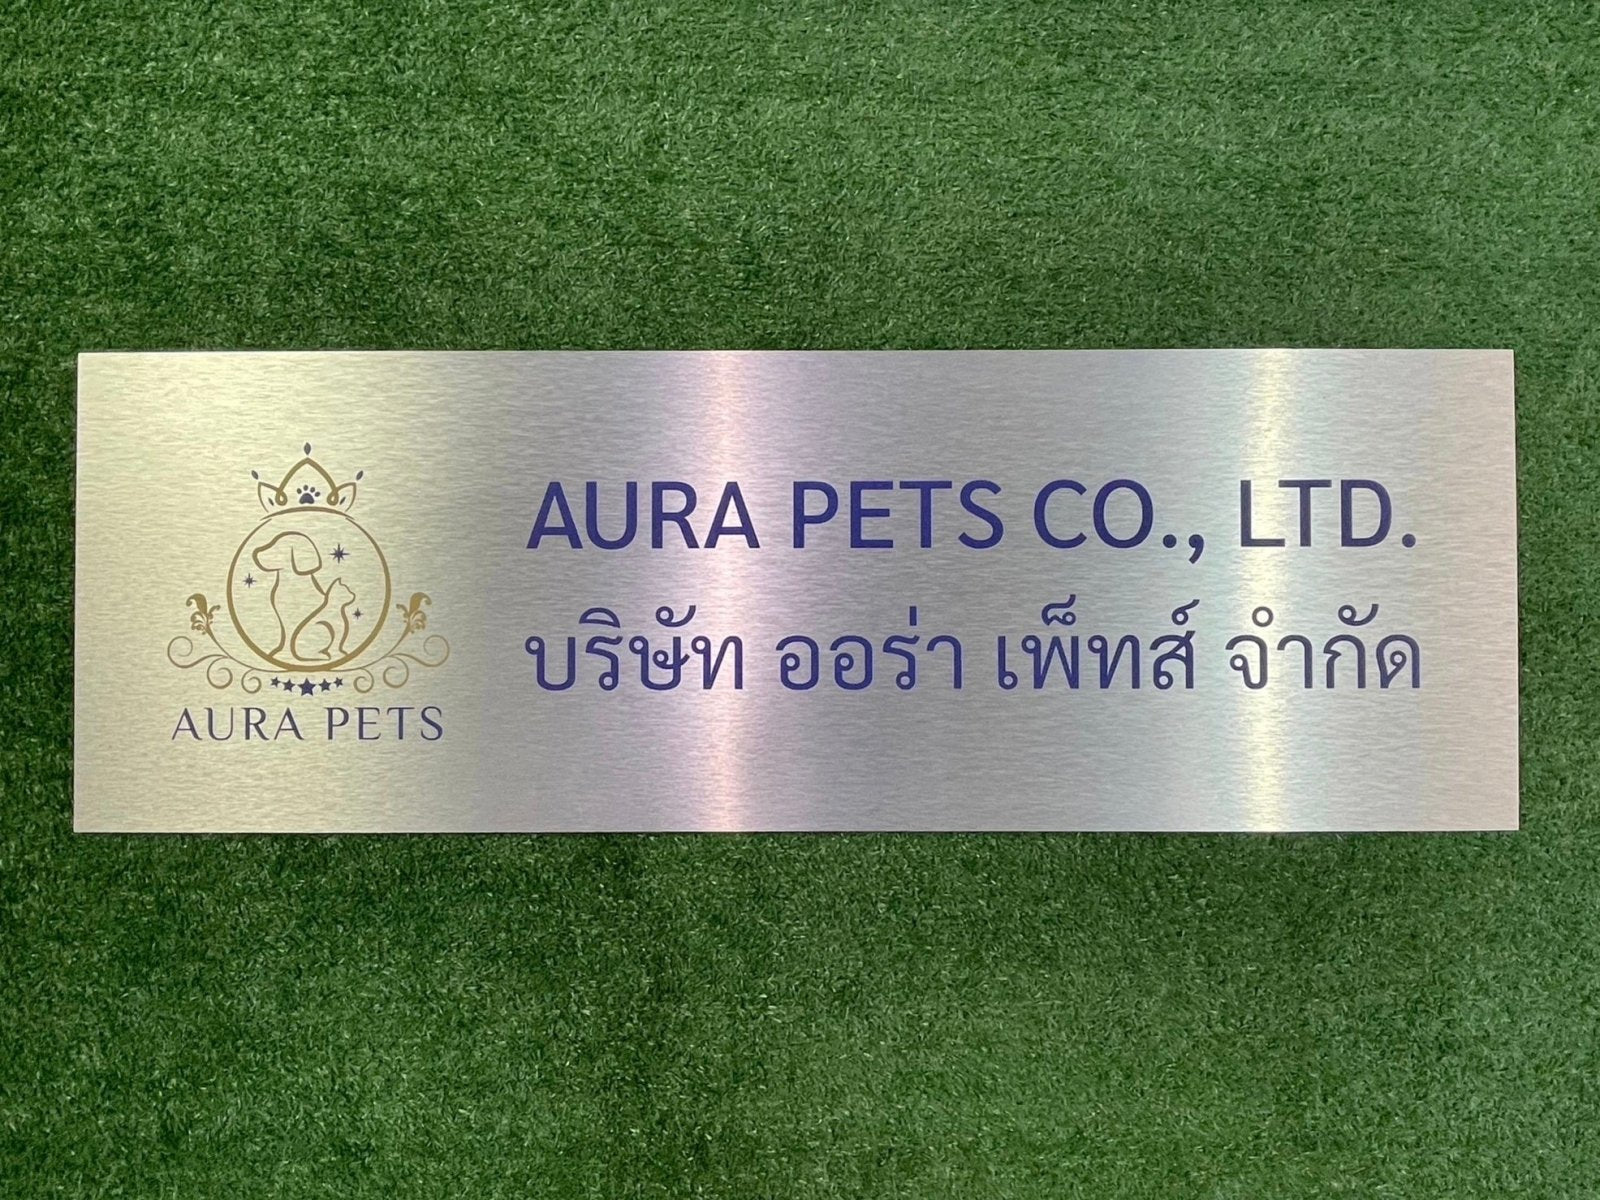 AURA PETS
AURA PETS CO., LTD.
บริษัท ออร่า เพ็ทส์ จำกัด